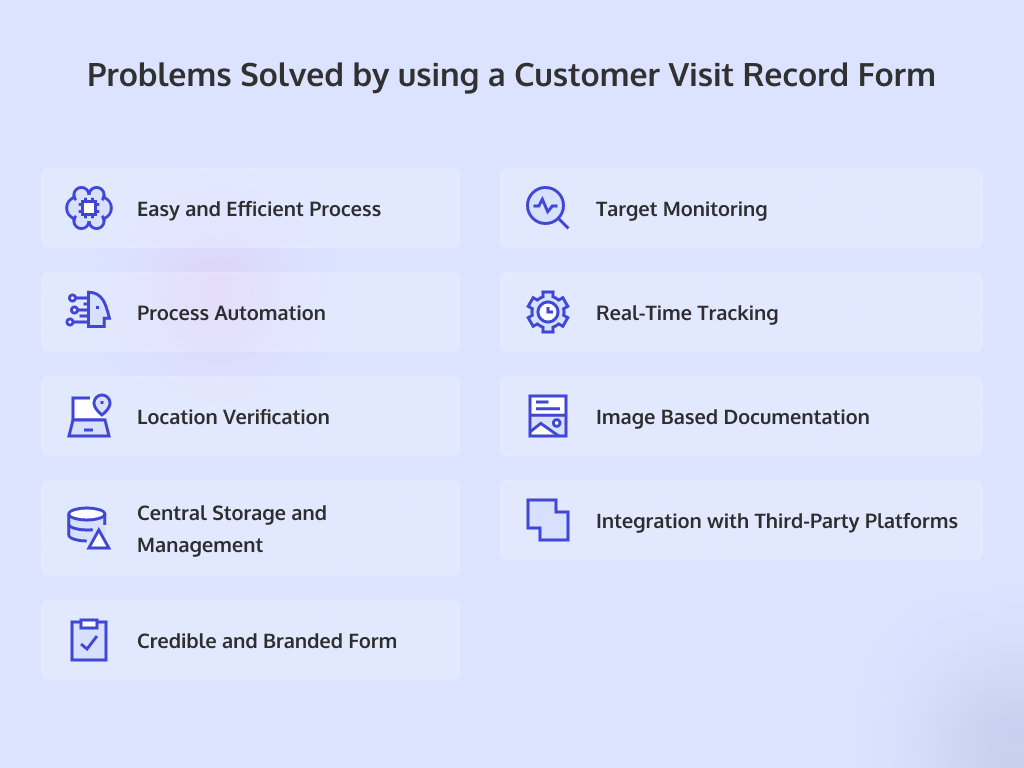 Problems Solved by using a Customer Visit Record Form
Easy and Efficient Process
Process Automation
Location Verification
Central Storage and
Management
Credible and Branded Form
Target Monitoring
Real-Time Tracking
Image Based Documentation
Integration with Third-Party Platforms